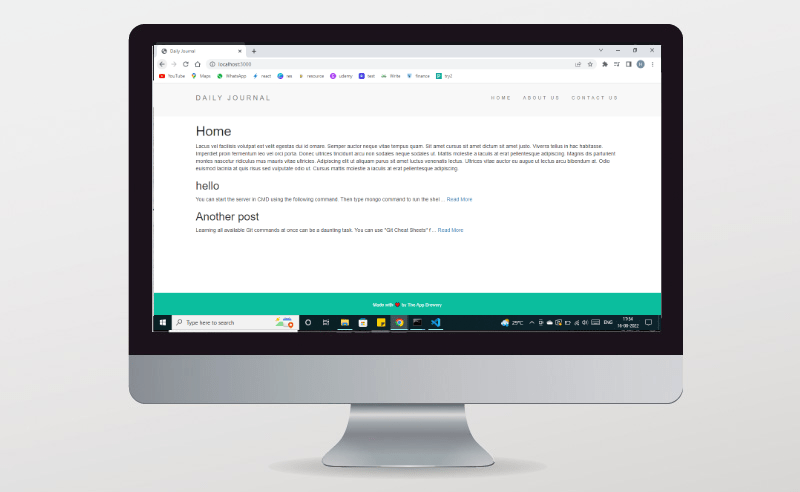 Daily Journal
localhost:3000
YouTube Maps WhatsApp react rea resource udemy test Write finance my2
DAILY JOURNAL
HOME ABOUT US CONTACT US
Home
Lacus vel facilisis volutpat est velit egestas dui id ornare. Semper auctor neque vitae tempus quam. Sit amet cursus sit amet dictum sit amet justo. Viverra tellus in hac habitasse.
Imperdiet proin fermentum leo vel orci porta. Donec ultrices tincidunt arcu non sodales neque sodales ut. Mattis molestie a iaculis at erat pellentesque adipiscing. Magnis dis parturient
montes nascetur ridiculus mus mauris vitae ultricies. Adipiscing elit ut aliquam purus sit amet luctus venenatis lectus. Ultrices vitae auctor eu augue ut lectus arcu bibendum at. Odio
euismod lacinia at quis risus sed vulputate odio ut. Cursus mattis molestie a iaculis at erat pellentesque adipiscing.
hello
You can start the server in CMD using the following command. Then type mongo command to run the shel ... Read More
Another post
Learning all available Git commands at once can be a daunting task. You can use "Git Cheat Sheets" f ... Read More
Made with by The App Brewery
Type here to search
29°C
ENG